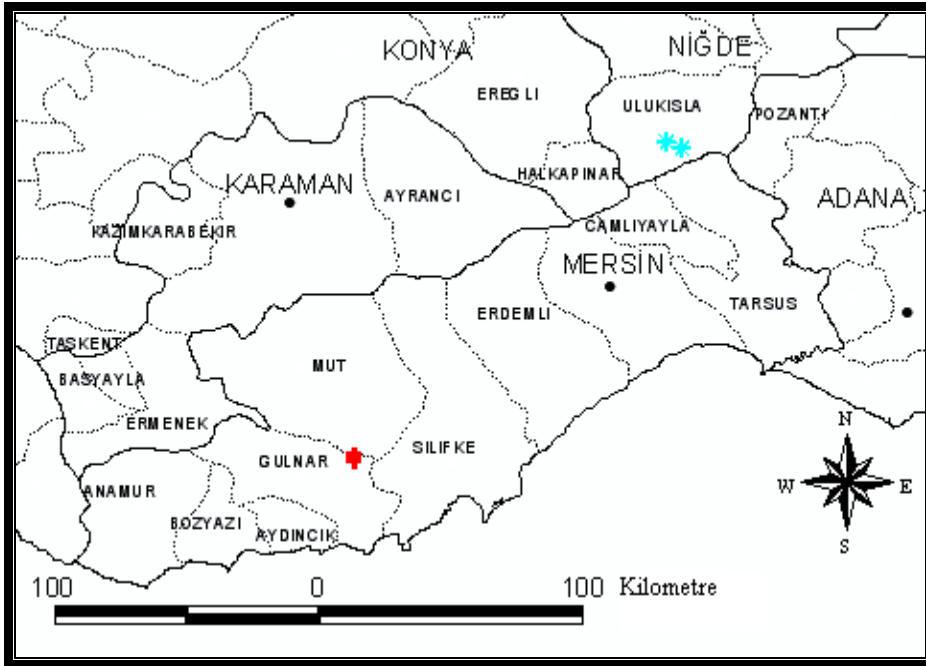 KONYA
NİĞDE
EREGLI
ULUKISLA
POZANTI
HALKAPINAR
KARAMAN
AYRANCI
ADANA
KAZIMKARABEKIR
CAMLIYAYLA
MERSİN
TARSUS
ERDEMLI
TASKENT
MUT
BASYAYLA
ERMENEK
SILIFKE
GULNAR
ANAMUR
BOZYAZI
AYDINCIK
N
W E
S
100 0 100 Kilometre